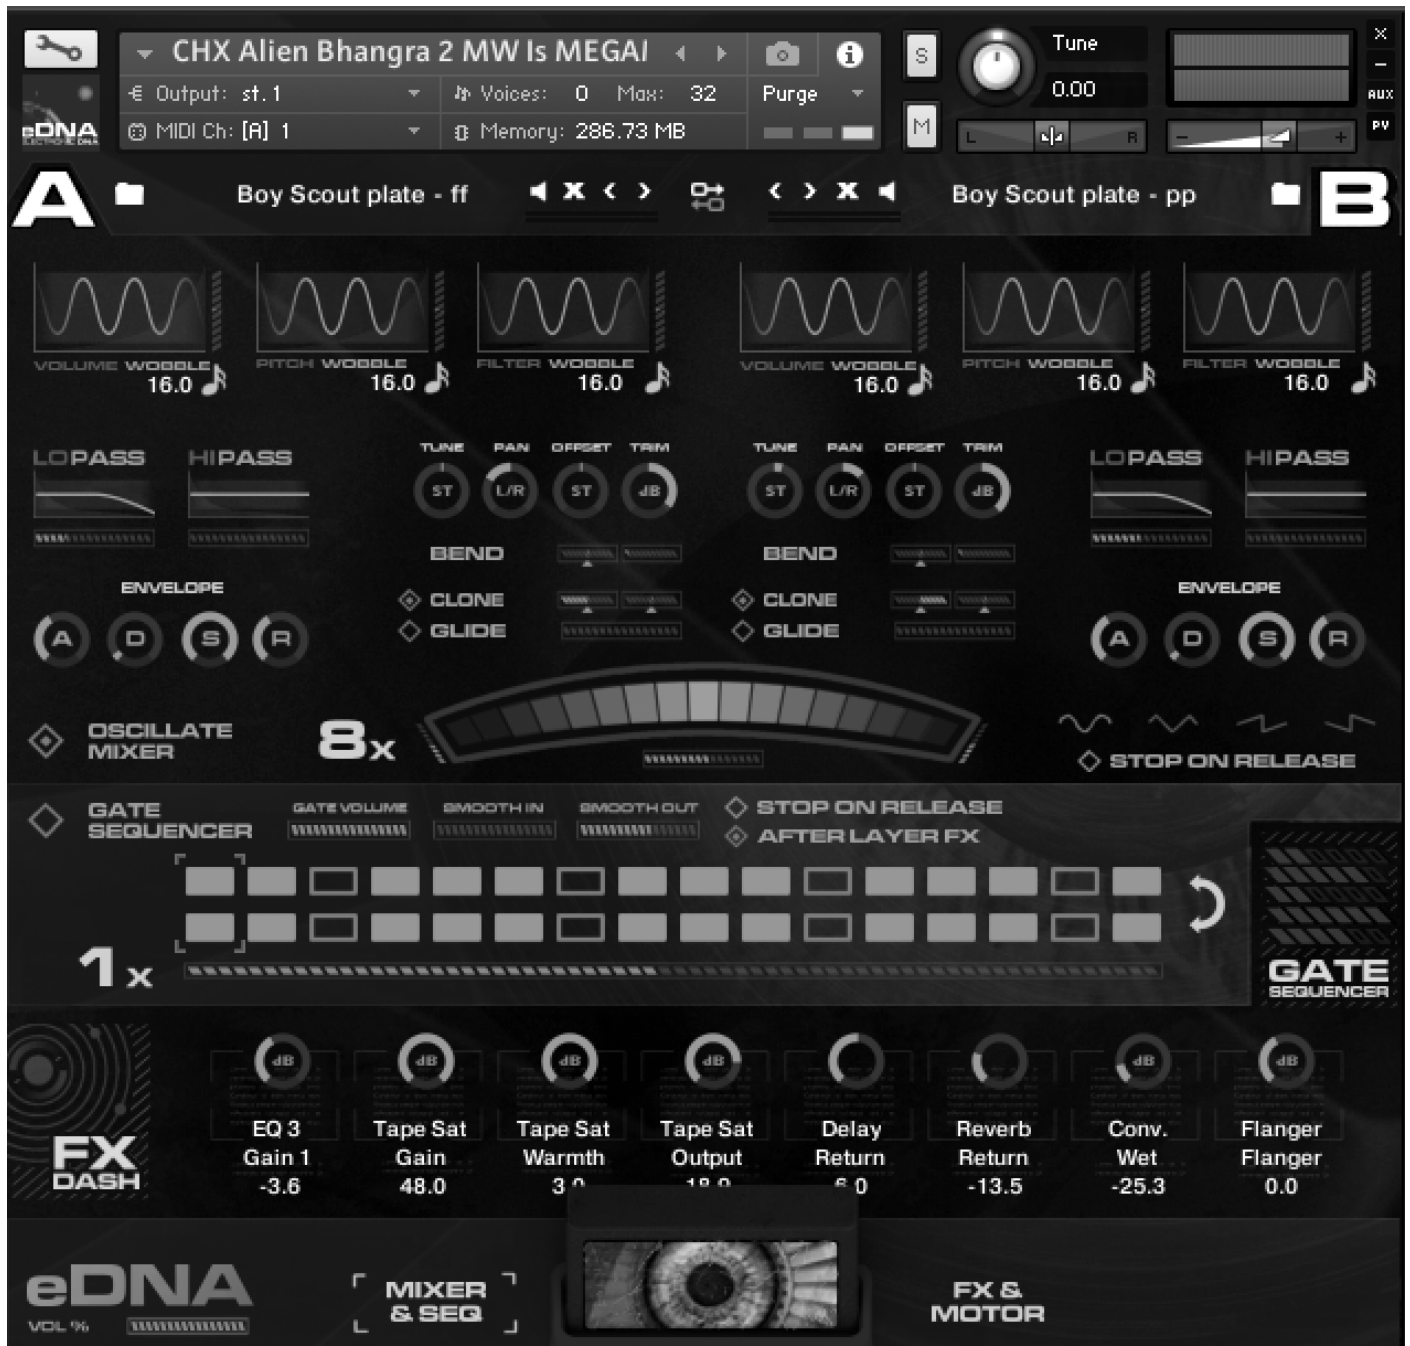 CHX Alien Bhangra 2 MW Is MEGA
S
Tune
Output: st.1
Voices: 0 Max: 32
Purge
0.00
AUX
eDNA
MIDI Ch: [A] 1
Memory: 286.73 MB
M
L R
- +
PV
A
Boy Scout plate - ff
Boy Scout plate - pp
B
VOLUME WOBBLE
PITCH WOBBLE
FILTER WOBBLE
VOLUME WOBBLE
PITCH WOBBLE
FILTER WOBBLE
16.0
16.0
16.0
16.0
16.0
16.0
LOPASS
HIPASS
TUNE PAN OFFSET TRIM
TUNE PAN OFFSET TRIM
LOPASS
HIPASS
ST L/R ST dB
ST L/R ST dB
BEND
BEND
ENVELOPE
CLONE
CLONE
ENVELOPE
GLIDE
GLIDE
A D S R
A D S R
OSCILLATE
MIXER
8x
STOP ON RELEASE
GATE
SEQUENCER
GATE VOLUME
SMOOTH IN
SMOOTH OUT
STOP ON RELEASE
AFTER LAYER FX
1x
GATE
SEQUENCER
dB dB dB dB dB dB
FX
DASH
EQ 3
Gain 1
-3.6
Tape Sat
Gain
48.0
Tape Sat
Warmth
3.0
Tape Sat
Output
18.0
Delay
Return
6.0
Reverb
Return
-13.5
Conv.
Wet
-25.3
Flanger
Flanger
0.0
eDNA
VOL %
MIXER
& SEQ
FX &
MOTOR